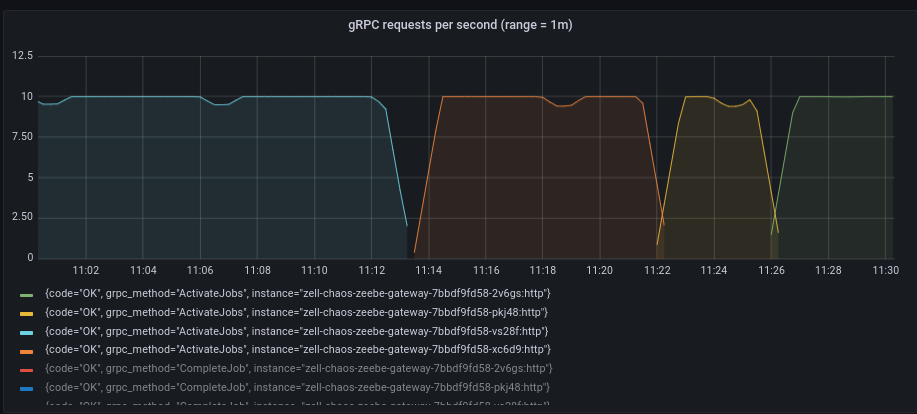 gRPC requests per second (range = 1m)
12.5
10
7.50
5
2.50
0
11:02 11:04 11:06 11:08 11:10 11:12 11:14 11:16 11:18 11:20 11:22 11:24 11:26 11:28 11:30
{code="OK", grpc_method="ActivateJobs", instance="zell-chaos-zeebe-gateway-7bbdf9fd58-2v6gs:http"}
{code="OK", grpc_method="ActivateJobs", instance="zell-chaos-zeebe-gateway-7bbdf9fd58-pkj48:http"}
{code="OK", grpc_method="ActivateJobs", instance="zell-chaos-zeebe-gateway-7bbdf9fd58-vs28f:http"}
{code="OK", grpc_method="ActivateJobs", instance="zell-chaos-zeebe-gateway-7bbdf9fd58-xc6d9:http"}
{code="OK", grpc_method="CompleteJob", instance="zell-chaos-zeebe-gateway-7bbdf9fd58-2v6gs:http"}
{code="OK", grpc_method="CompleteJob", instance="zell-chaos-zeebe-gateway-7bbdf9fd58-pkj48:http"}